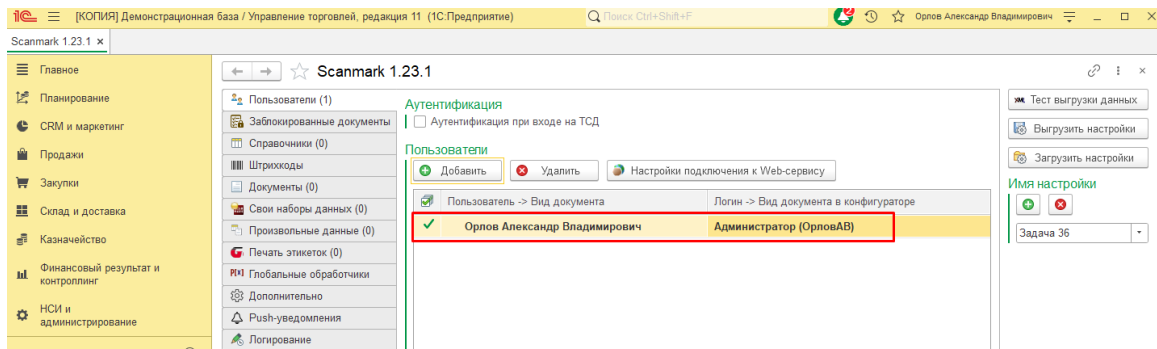 [КОПИЯ] Демонстрационная база / Управление торговлей, редакция 11 (1С:Предприятие)
Поиск Ctrl+Shift+F
2
Орлов Александр Владимирович
Scanmark 1.23.1 ×
Главное
Планирование
CRM и маркетинг
Продажи
Закупки
Склад и доставка
Казначейство
Финансовый результат и
контроллинг
НСИ и
администрирование
Scanmark 1.23.1
Пользователи (1)
Заблокированные документы
Справочники (0)
Штрихкоды
Документы (0)
Свои наборы данных (0)
Произвольные данные (0)
Печать этикеток (0)
Глобальные обработчики
Дополнительно
Push-уведомления
Логирование
Аутентификация
Аутентификация при входе на ТСД
Пользователи
Добавить
Удалить
Настройки подключения к Web-сервису
Пользователь -> Вид документа
Логин -> Вид документа в конфигураторе
Орлов Александр Владимирович
Администратор (ОрловАВ)
Тест выгрузки данных
Выгрузить настройки
Загрузить настройки
Имя настройки
Задача 36